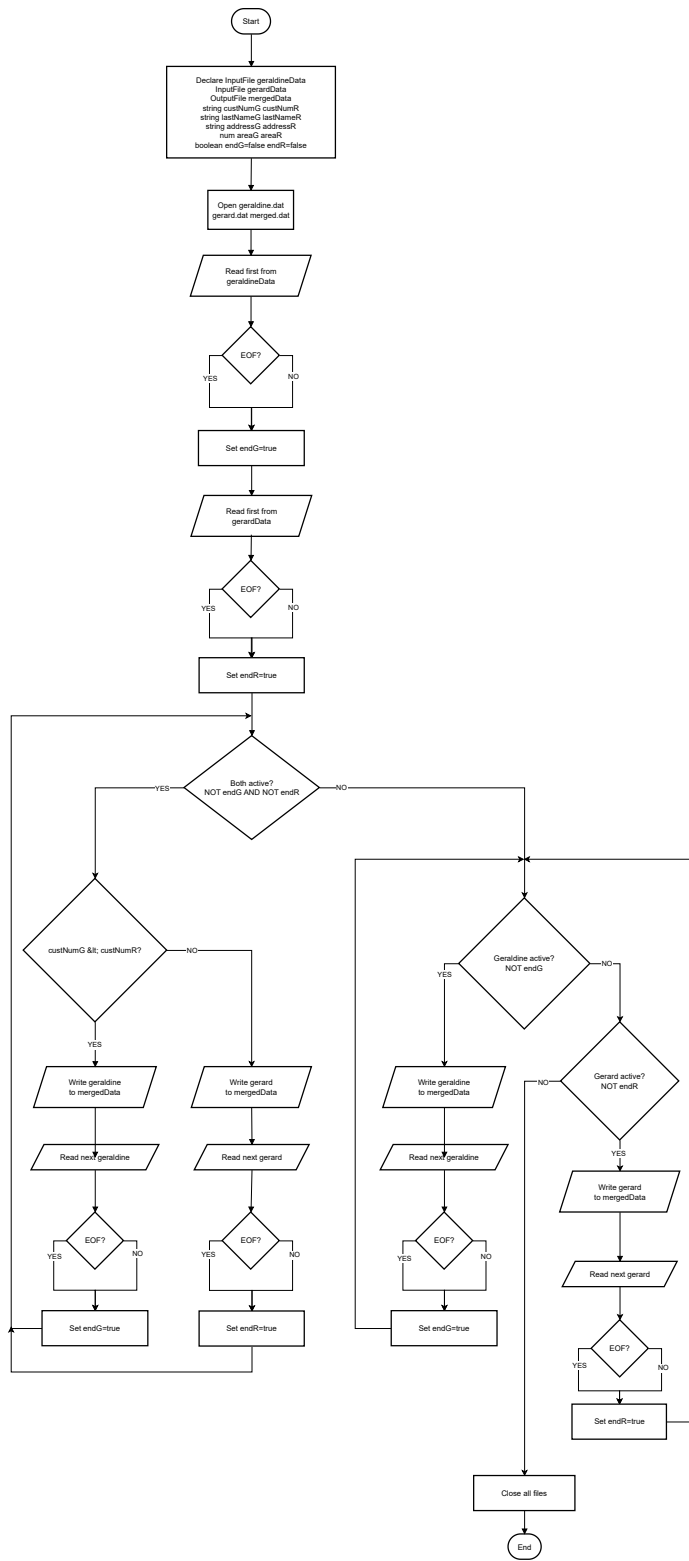 Start
Declare InputFile geraldineData
InputFile gerardData
OutputFile mergedData
string custNumG custNumR
string lastNameG lastNameR
string addressG addressR
num areaG areaR
boolean endG=false endR=false
Open geraldine.dat
gerard.dat merged.dat
Read first from
geraldineData
EOF?
YES
NO
Set endG=true
Read first from
gerardData
EOF?
YES
NO
Set endR=true
Both active?
NOT endG AND NOT endR
YES
NO
custNumG &lt; custNumR?
NO
YES
Write geraldine
to mergedData
Read next geraldine
EOF?
YES
NO
Set endG=true
Write gerard
to mergedData
Read next gerard
EOF?
YES
NO
Set endR=true
Geraldine active?
NOT endG
YES
NO
Write geraldine
to mergedData
Read next geraldine
EOF?
YES
NO
Set endG=true
Gerard active?
NOT endR
NO
YES
Write gerard
to mergedData
Read next gerard
EOF?
YES
NO
Set endR=true
Close all files
End